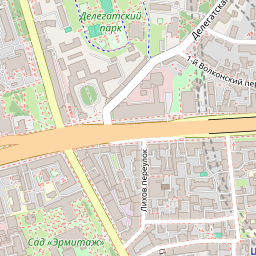 Делегатский
парк
Делегатская
1-й Волконский пер
Лихов переулок
Сад «Эрмитаж»